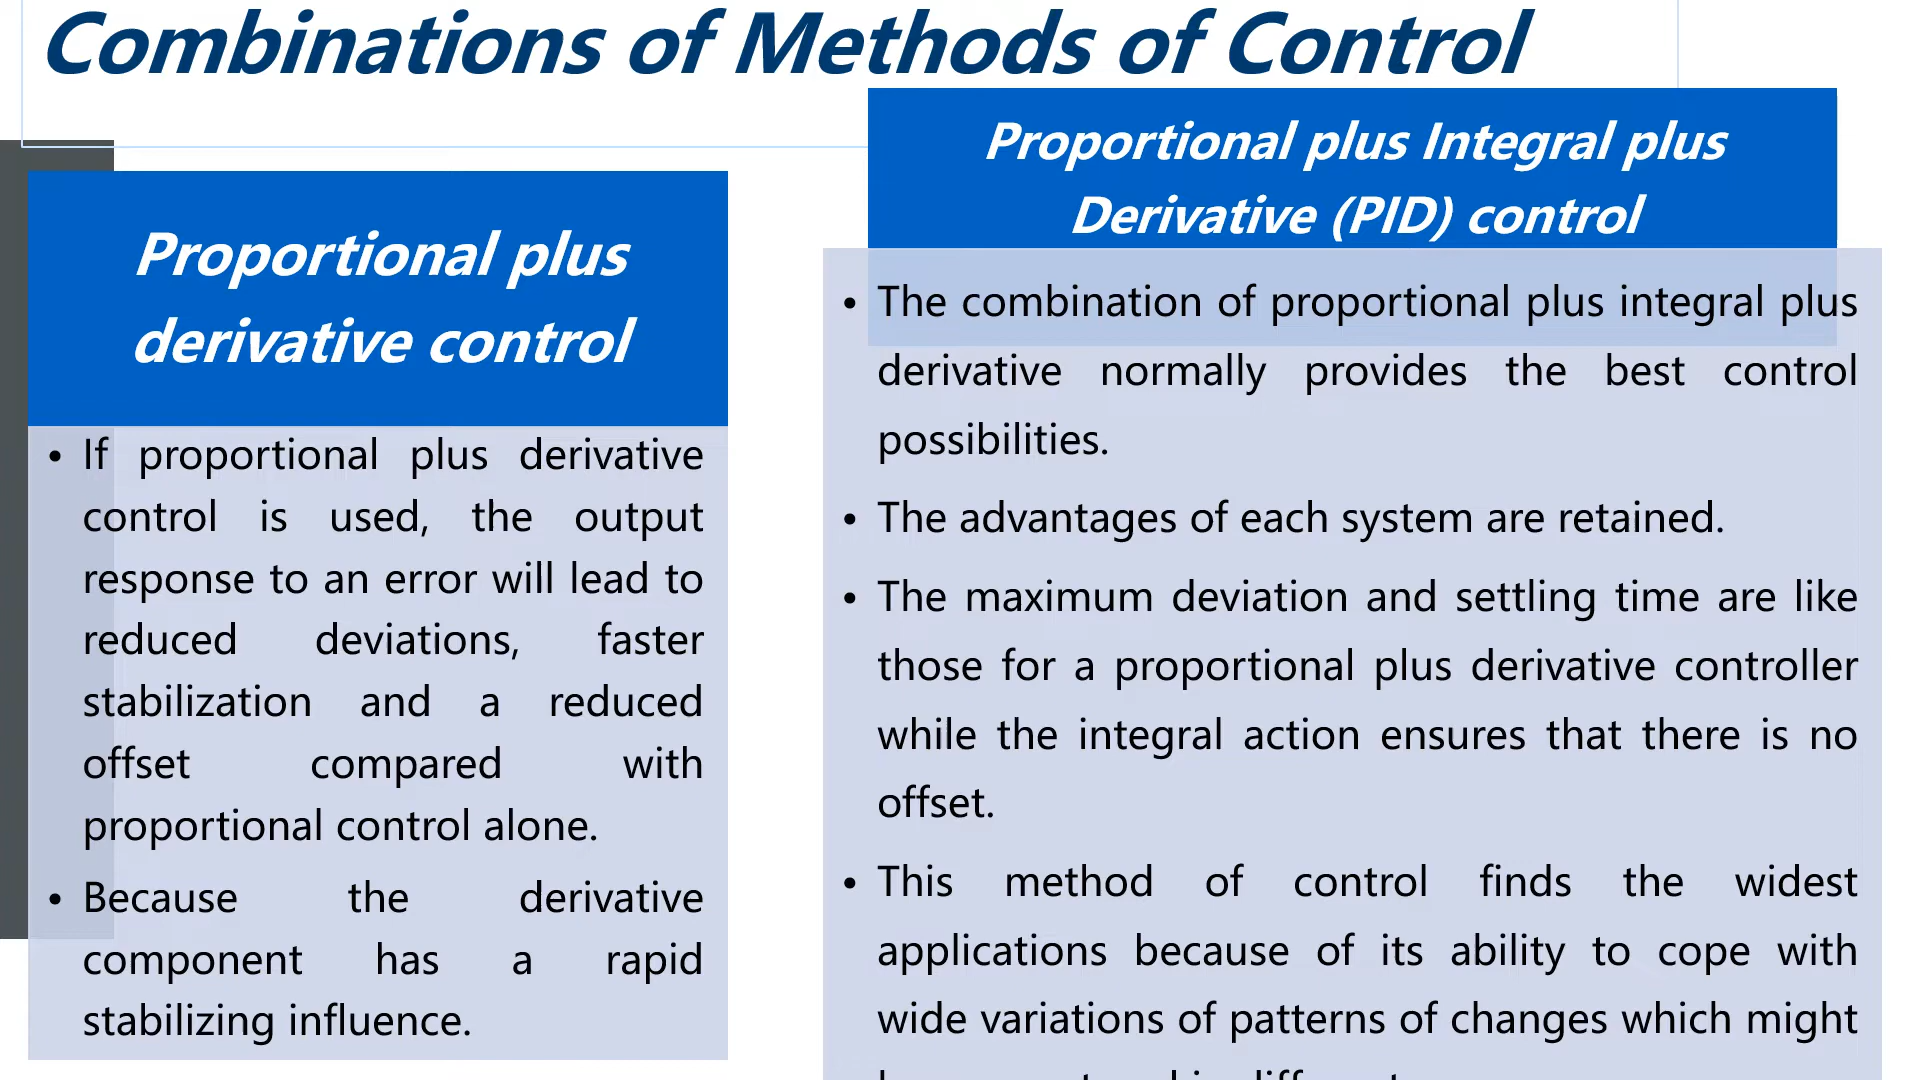 Combinations of Methods of Control
Proportional plus
derivative control
• If proportional plus derivative
control is used, the output
response to an error will lead to
reduced deviations, faster
stabilization and a reduced
offset compared with
proportional control alone.
• Because the derivative
component has a rapid
stabilizing influence.
Proportional plus Integral plus
Derivative (PID) control
• The combination of proportional plus integral plus
derivative normally provides the best control
possibilities.
• The advantages of each system are retained.
• The maximum deviation and settling time are like
those for a proportional plus derivative controller
while the integral action ensures that there is no
offset.
• This method of control finds the widest
applications because of its ability to cope with
wide variations of patterns of changes which might